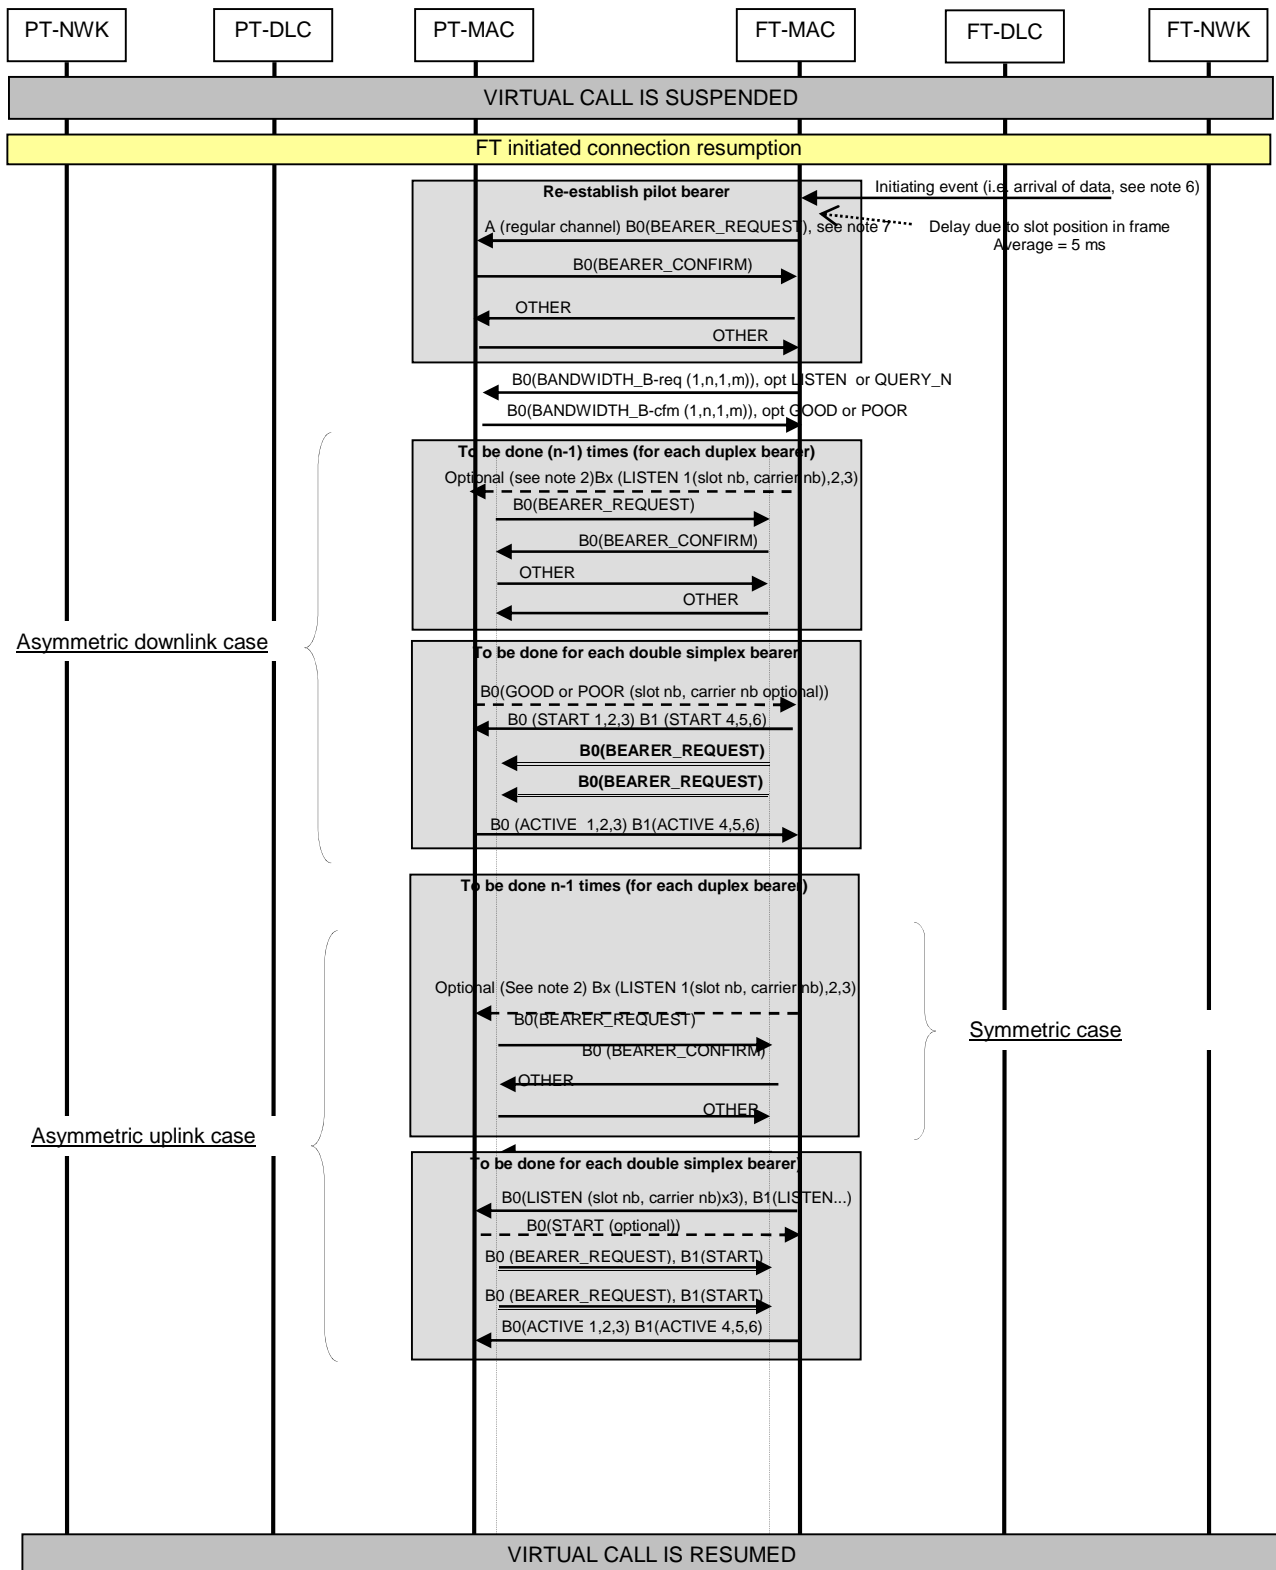 PT-NWK
PT-DLC
PT-MAC
FT-MAC
FT-DLC
FT-NWK
VIRTUAL CALL IS SUSPENDED
FT initiated connection resumption
Re-establish pilot bearer
Initiating event (i.e. arrival of data, see note 6)
A (regular channel) B0(BEARER_REQUEST), see note 7
Delay due to slot position in frame
Average = 5 ms
B0(BEARER_CONFIRM)
OTHER
OTHER
B0(BANDWIDTH_B-req (1,n,1,m)), opt LISTEN or QUERY_N
B0(BANDWIDTH_B-cfm (1,n,1,m)), opt GOOD or POOR
To be done (n-1) times (for each duplex bearer)
Optional (see note 2)Bx (LISTEN 1(slot nb, carrier nb),2,3)
B0(BEARER_REQUEST)
B0(BEARER_CONFIRM)
OTHER
OTHER
Asymmetric downlink case
To be done for each double simplex bearer
B0(GOOD or POOR (slot nb, carrier nb optional))
B0 (START 1,2,3) B1 (START 4,5,6)
B0(BEARER_REQUEST)
B0(BEARER_REQUEST)
B0 (ACTIVE 1,2,3) B1(ACTIVE 4,5,6)
To be done n-1 times (for each duplex bearer)
Optional (See note 2) Bx (LISTEN 1(slot nb, carrier nb),2,3)
B0(BEARER_REQUEST)
Symmetric case
B0 (BEARER_CONFIRM)
OTHER
OTHER
Asymmetric uplink case
To be done for each double simplex bearer)
B0(LISTEN (slot nb, carrier nb)x3), B1(LISTEN...)
B0(START (optional))
B0 (BEARER_REQUEST), B1(START)
B0 (BEARER_REQUEST), B1(START)
B0(ACTIVE 1,2,3) B1(ACTIVE 4,5,6)
VIRTUAL CALL IS RESUMED